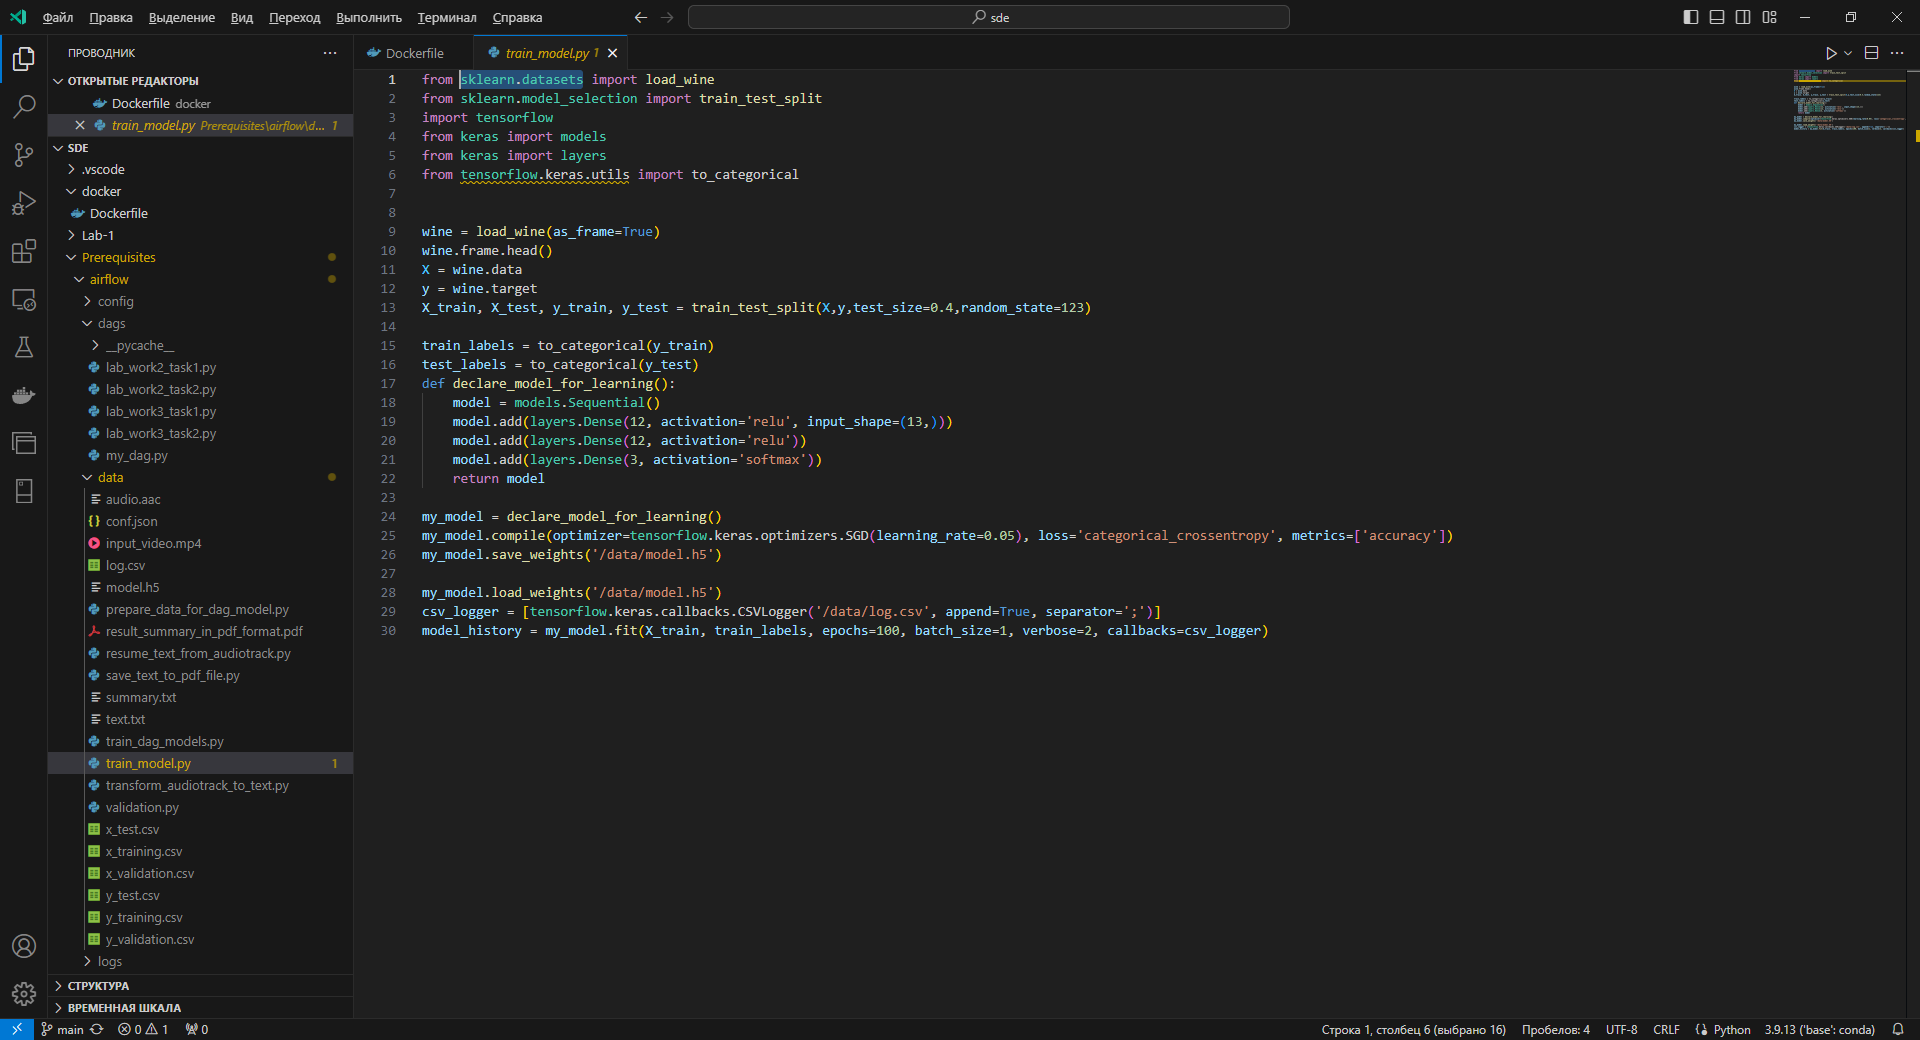 Файл Правка Выделение Вид Переход Выполнить Терминал Справка
sde
ПРОВОДНИК
ОТКРЫТЫЕ РЕДАКТОРЫ
Dockerfile docker
train_model.py Prerequisites\airflow\d... 1
SDE
.vscode
docker
Dockerfile
Lab-1
Prerequisites
airflow
config
dags
__pycache__
lab_work2_task1.py
lab_work2_task2.py
lab_work3_task1.py
lab_work3_task2.py
my_dag.py
data
audio.aac
conf.json
input_video.mp4
log.csv
model.h5
prepare_data_for_dag_model.py
result_summary_in_pdf_format.pdf
resume_text_from_audiotrack.py
save_text_to_pdf_file.py
summary.txt
text.txt
train_dag_models.py
train_model.py 1
transform_audiotrack_to_text.py
validation.py
x_test.csv
x_training.csv
x_validation.csv
y_test.csv
y_training.csv
y_validation.csv
logs
СТРУКТУРА
ВРЕМЕННАЯ ШКАЛА
Dockerfile
train_model.py 1
1 from sklearn.datasets import load_wine
2 from sklearn.model_selection import train_test_split
3 import tensorflow
4 from keras import models
5 from keras import layers
6 from tensorflow.keras.utils import to_categorical
7
8
9 wine = load_wine(as_frame=True)
10 wine.frame.head()
11 X = wine.data
12 y = wine.target
13 X_train, X_test, y_train, y_test = train_test_split(X,y,test_size=0.4,random_state=123)
14
15 train_labels = to_categorical(y_train)
16 test_labels = to_categorical(y_test)
17 def declare_model_for_learning():
18     model = models.Sequential()
19     model.add(layers.Dense(12, activation='relu', input_shape=(13,)))
20     model.add(layers.Dense(12, activation='relu'))
21     model.add(layers.Dense(3, activation='softmax'))
22     return model
23
24 my_model = declare_model_for_learning()
25 my_model.compile(optimizer=tensorflow.keras.optimizers.SGD(learning_rate=0.05), loss='categorical_crossentropy', metrics=['accuracy'])
26 my_model.save_weights('/data/model.h5')
27
28 my_model.load_weights('/data/model.h5')
29 csv_logger = [tensorflow.keras.callbacks.CSVLogger('/data/log.csv', append=True, separator=';')]
30 model_history = my_model.fit(X_train, train_labels, epochs=100, batch_size=1, verbose=2, callbacks=csv_logger)
main 0 1 0
Строка 1, столбец 6 (выбрано 16) Пробелов: 4 UTF-8 CRLF Python 3.9.13 ('base': conda)